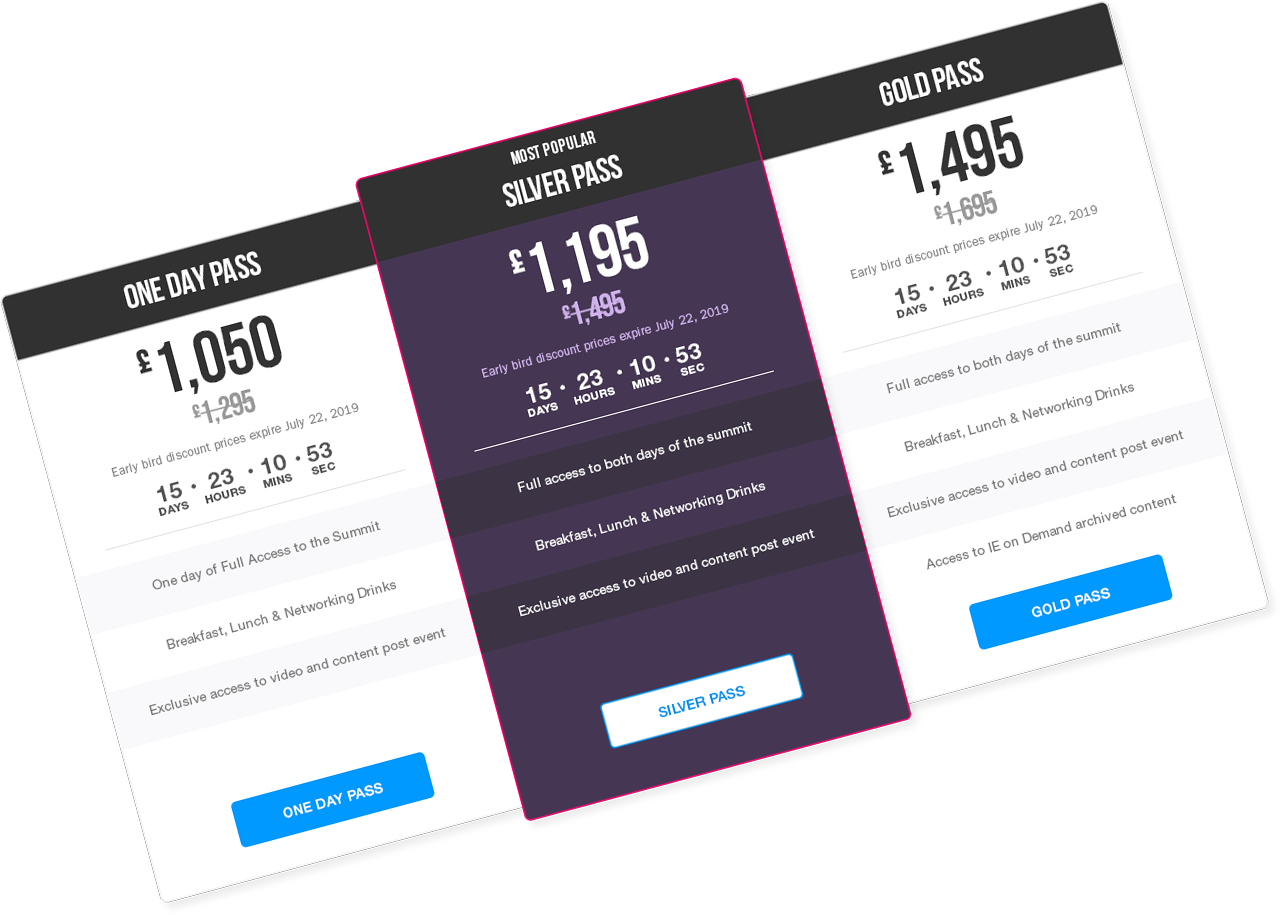 ONE DAY PASS
£1,050
£1,295
Early bird discount prices expire July 22, 2019
15 • 23 • 10 • 53
DAYS HOURS MINS SEC
One day of Full Access to the Summit
Breakfast, Lunch & Networking Drinks
Exclusive access to video and content post event
ONE DAY PASS
MOST POPULAR
SILVER PASS
£1,195
£1,495
Early bird discount prices expire July 22, 2019
15 • 23 • 10 • 53
DAYS HOURS MINS SEC
Full access to both days of the summit
Breakfast, Lunch & Networking Drinks
Exclusive access to video and content post event
SILVER PASS
GOLD PASS
£1,495
£1,695
Early bird discount prices expire July 22, 2019
15 • 23 • 10 • 53
DAYS HOURS MINS SEC
Full access to both days of the summit
Breakfast, Lunch & Networking Drinks
Exclusive access to video and content post event
Access to IE on Demand archived content
GOLD PASS